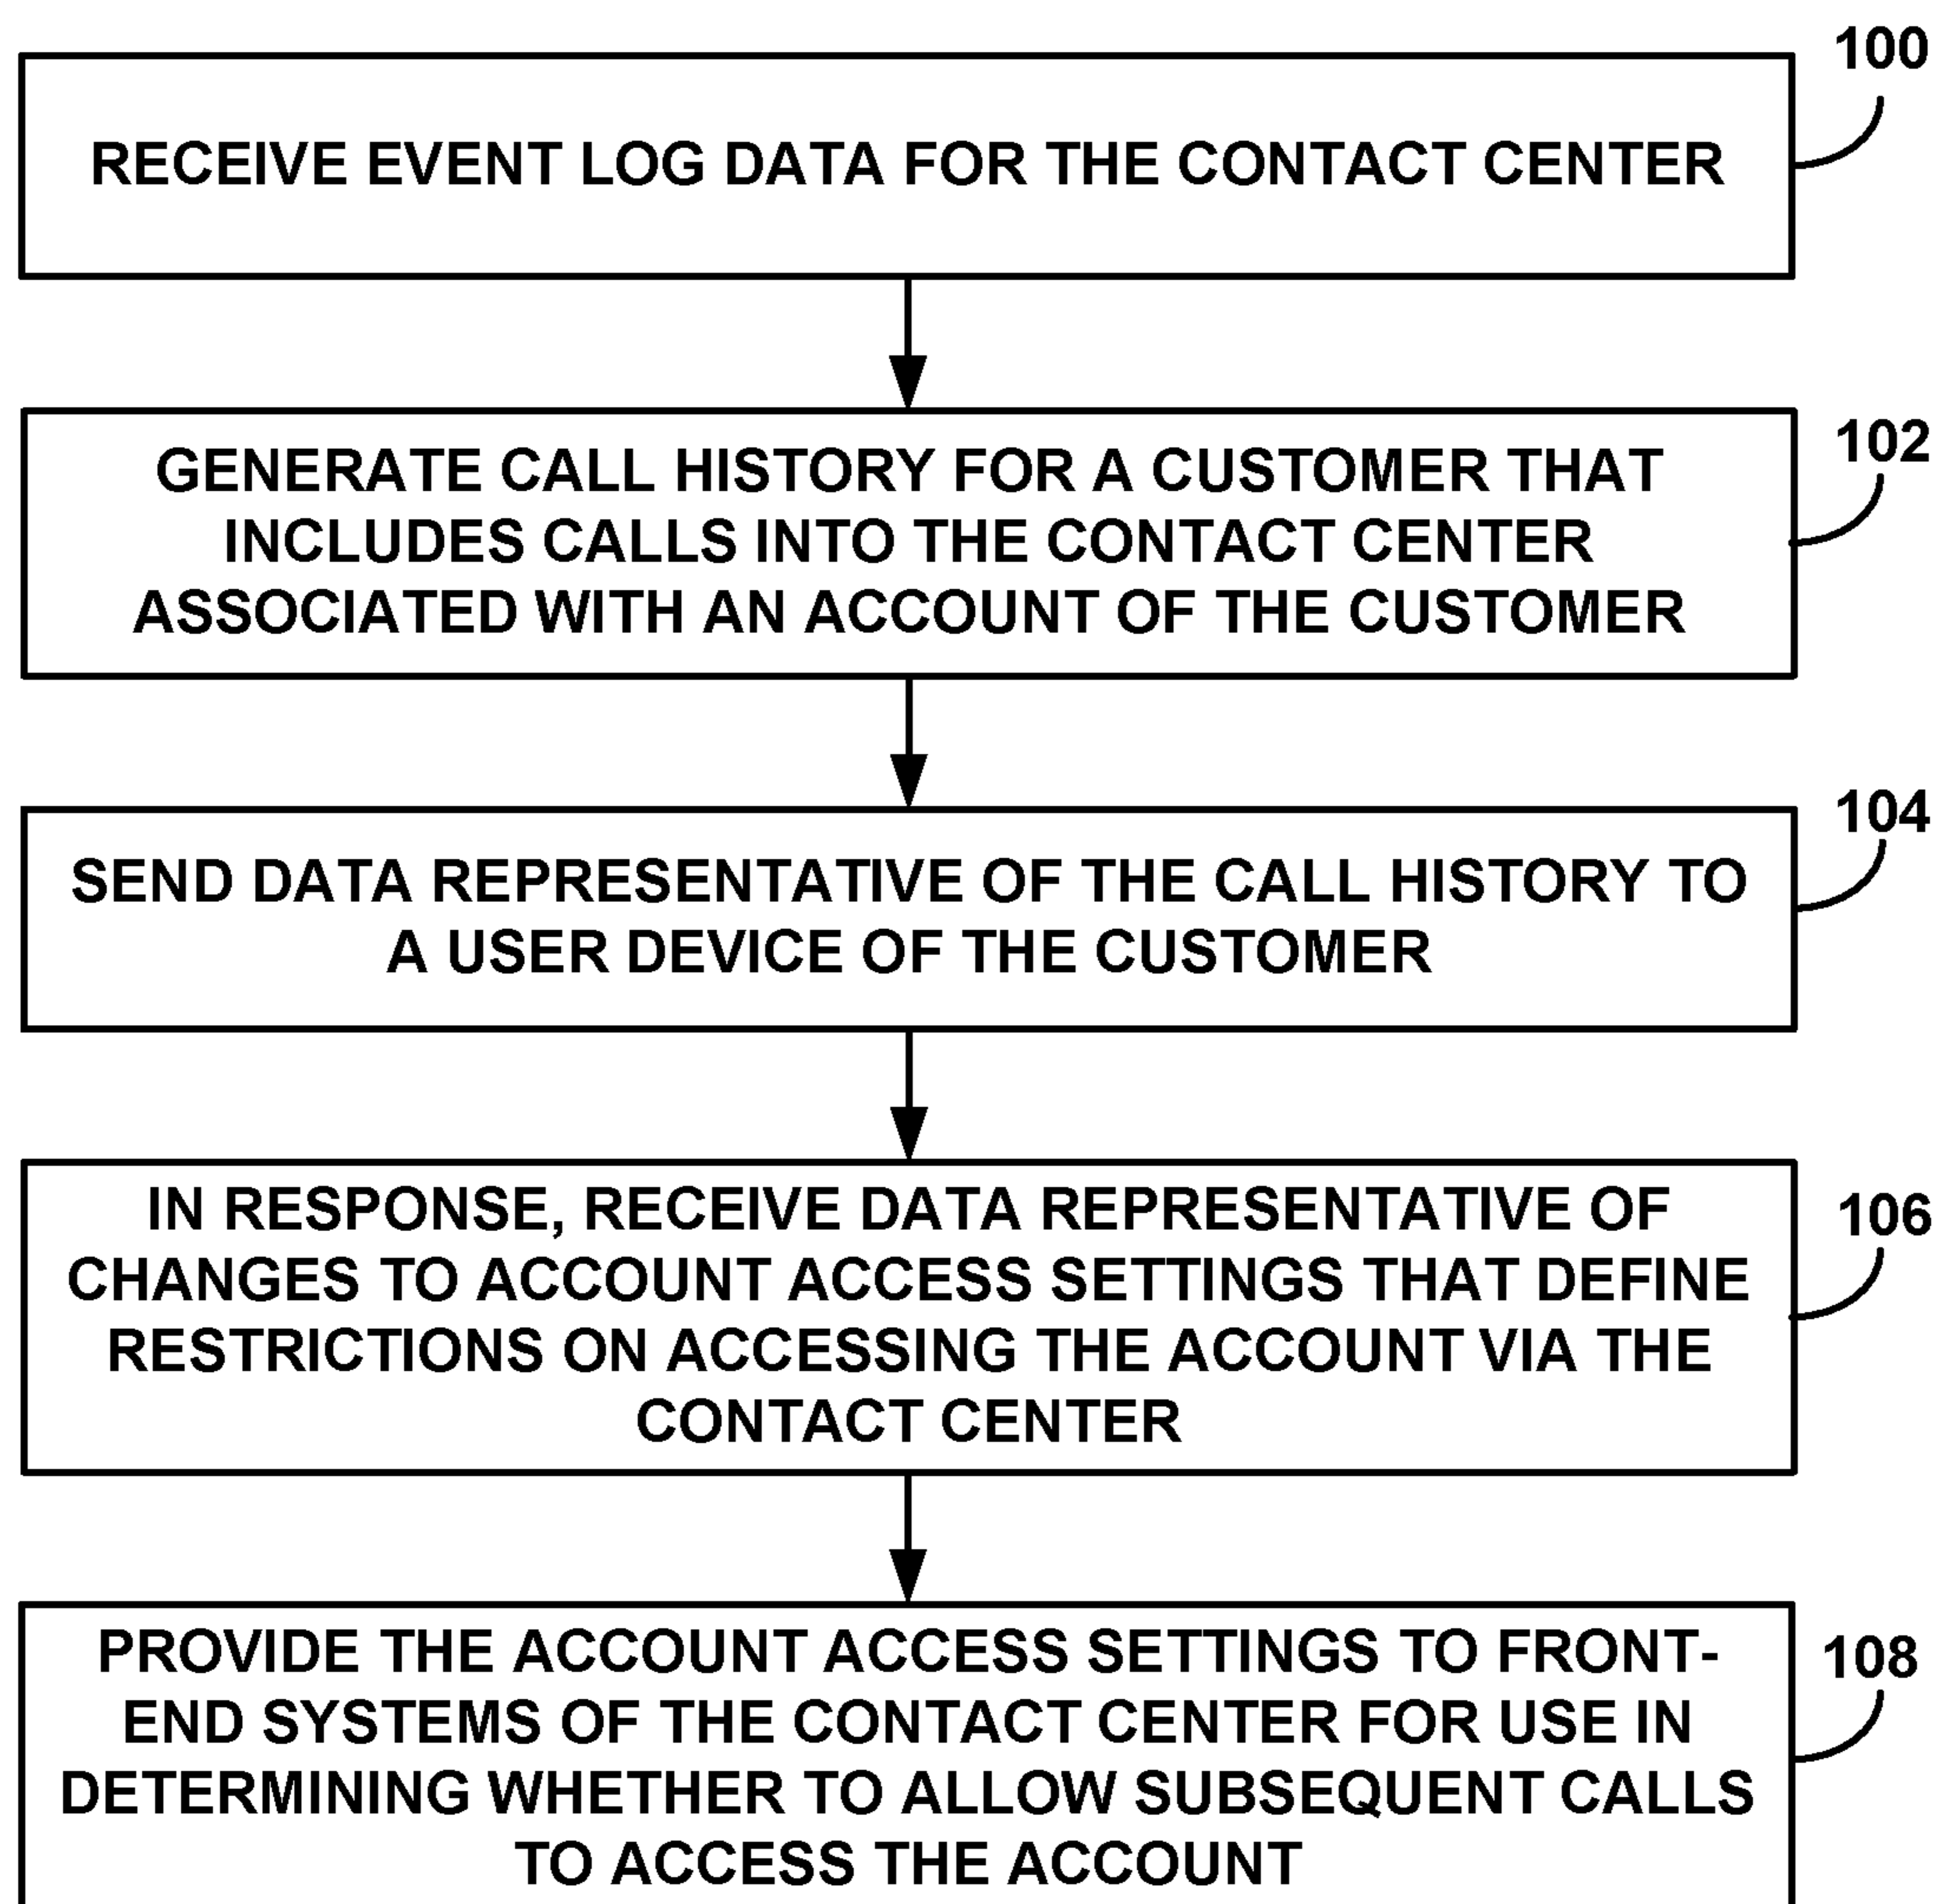 100
RECEIVE EVENT LOG DATA FOR THE CONTACT CENTER
102
GENERATE CALL HISTORY FOR A CUSTOMER THAT
INCLUDES CALLS INTO THE CONTACT CENTER
ASSOCIATED WITH AN ACCOUNT OF THE CUSTOMER
104
SEND DATA REPRESENTATIVE OF THE CALL HISTORY TO
A USER DEVICE OF THE CUSTOMER
106
IN RESPONSE, RECEIVE DATA REPRESENTATIVE OF
CHANGES TO ACCOUNT ACCESS SETTINGS THAT DEFINE
RESTRICTIONS ON ACCESSING THE ACCOUNT VIA THE
CONTACT CENTER
108
PROVIDE THE ACCOUNT ACCESS SETTINGS TO FRONT-
END SYSTEMS OF THE CONTACT CENTER FOR USE IN
DETERMINING WHETHER TO ALLOW SUBSEQUENT CALLS
TO ACCESS THE ACCOUNT